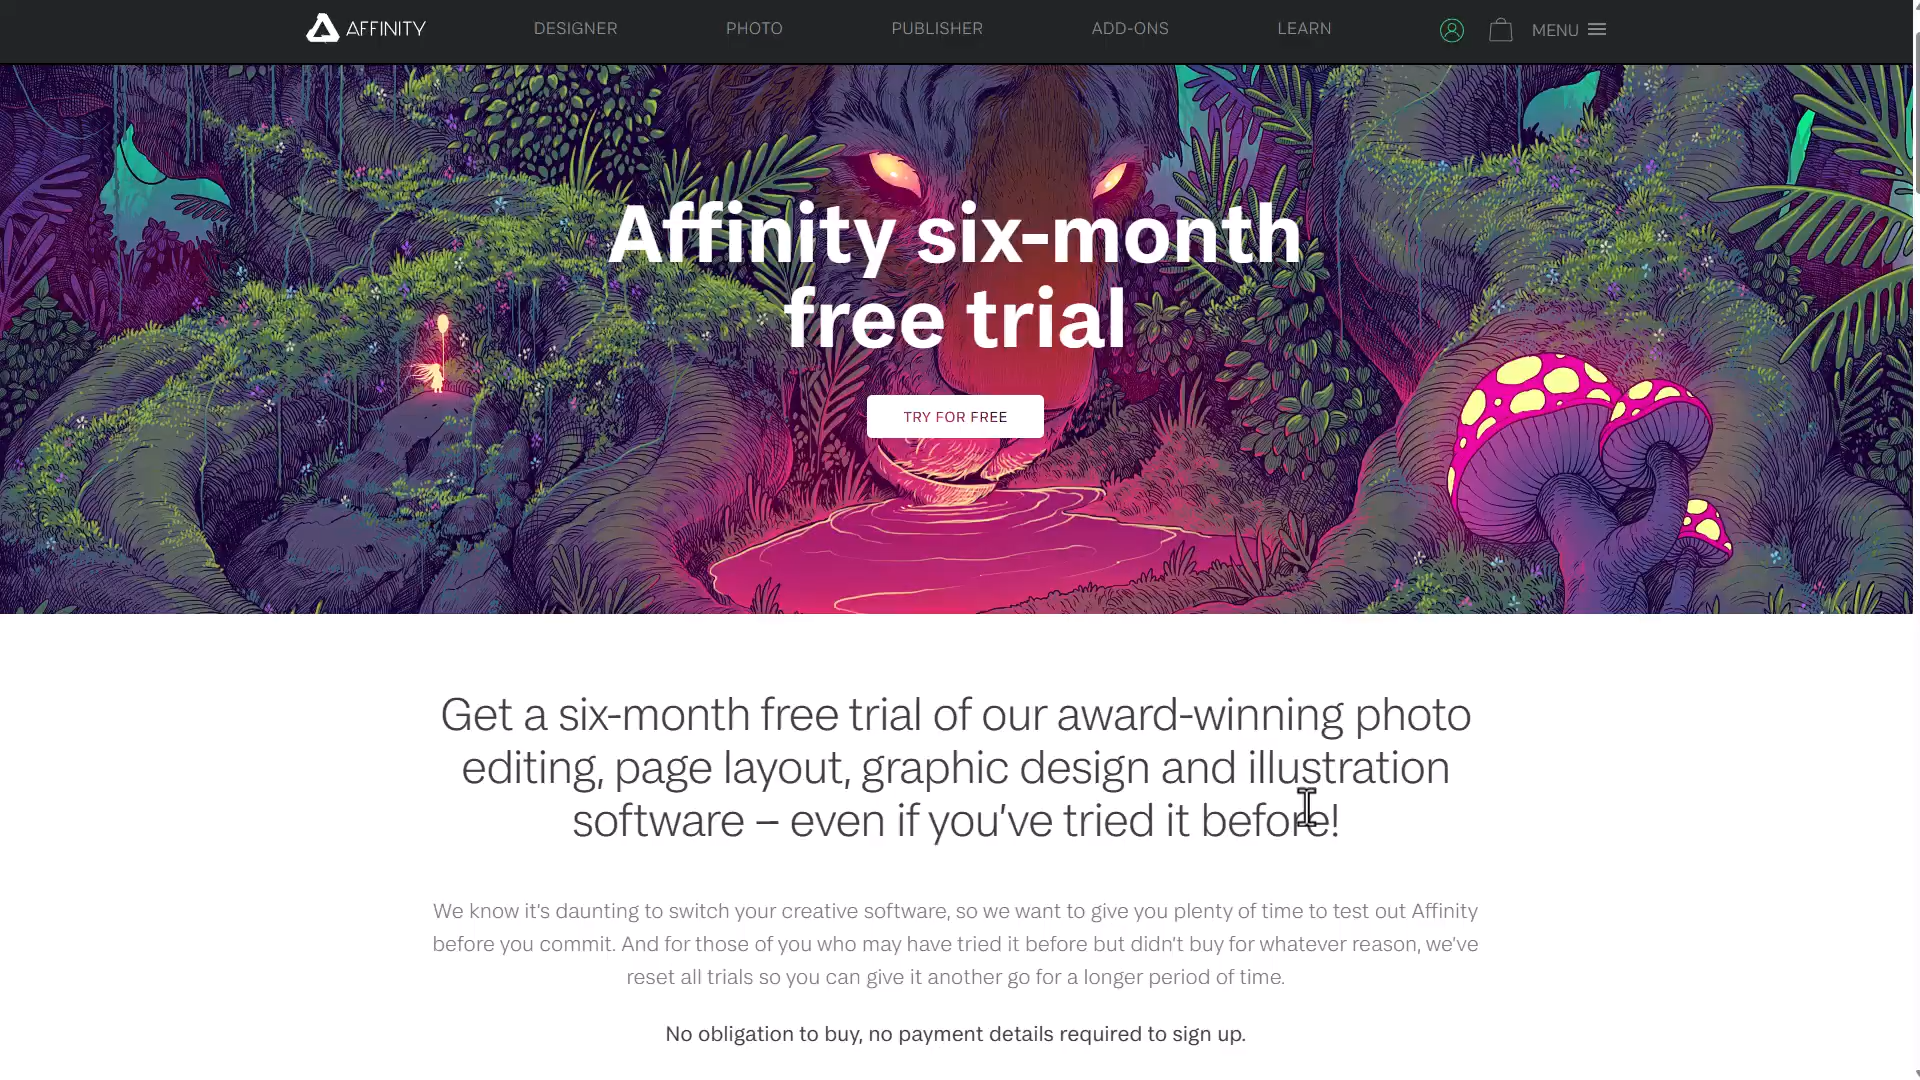 AFFINITY DESIGNER PHOTO PUBLISHER ADD-ONS LEARN MENU
Affinity six-month
free trial
TRY FOR FREE
Get a six-month free trial of our award-winning photo
editing, page layout, graphic design and illustration
software – even if you've tried it before!
We know it's daunting to switch your creative software, so we want to give you plenty of time to test out Affinity
before you commit. And for those of you who may have tried it before but didn't buy for whatever reason, we've
reset all trials so you can give it another go for a longer period of time.
No obligation to buy, no payment details required to sign up.